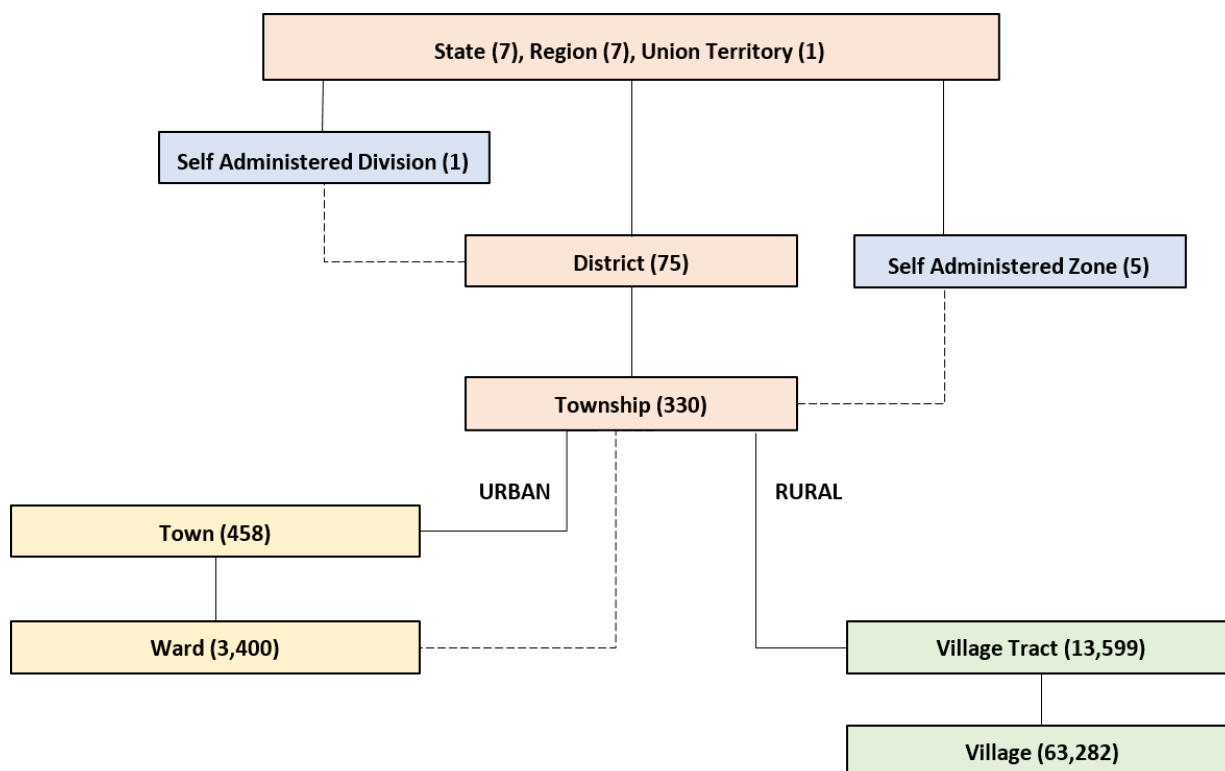 State (7), Region (7), Union Territory (1)
Self Administered Division (1)
District (75)
Self Administered Zone (5)
Township (330)
URBAN
RURAL
Town (458)
Ward (3,400)
Village Tract (13,599)
Village (63,282)